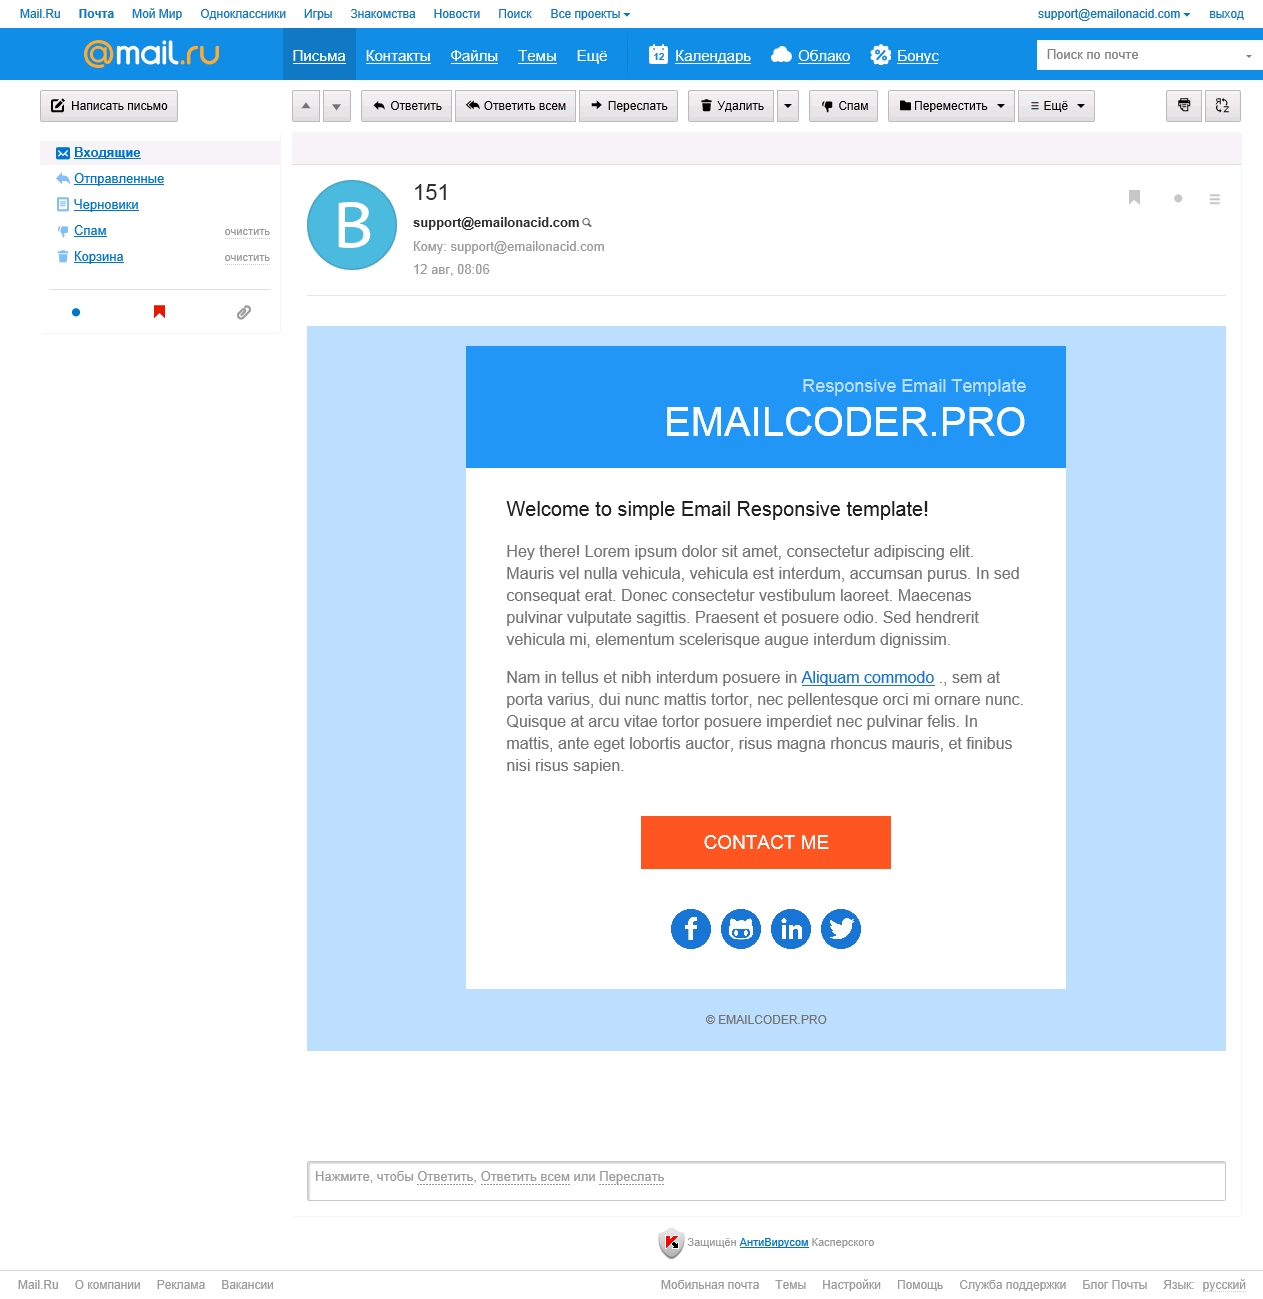 Mail.Ru Почта Мой Мир Одноклассники Игры Знакомства Новости Поиск Все проекты support@emailonacid.com выход
@mail.ru Письма Контакты Файлы Темы Ещё 12 Календарь Облако Бонус Поиск по почте
Написать письмо Ответить Ответить всем Переслать Удалить Спам Переместить Ещё
Входящие
Отправленные
Черновики
Спам очистить
Корзина очистить
B
151
support@emailonacid.com
Кому: support@emailonacid.com
12 авг, 08:06
Responsive Email Template
EMAILCODER.PRO
Welcome to simple Email Responsive template!
Hey there! Lorem ipsum dolor sit amet, consectetur adipiscing elit.
Mauris vel nulla vehicula, vehicula est interdum, accumsan purus. In sed
consequat erat. Donec consectetur vestibulum laoreet. Maecenas
pulvinar vulputate sagittis. Praesent et posuere odio. Sed hendrerit
vehicula mi, elementum scelerisque augue interdum dignissim.
Nam in tellus et nibh interdum posuere in Aliquam commodo ., sem at
porta varius, dui nunc mattis tortor, nec pellentesque orci mi ornare nunc.
Quisque at arcu vitae tortor posuere imperdiet nec pulvinar felis. In
mattis, ante eget lobortis auctor, risus magna rhoncus mauris, et finibus
nisi risus sapien.
CONTACT ME
© EMAILCODER.PRO
Нажмите, чтобы Ответить, Ответить всем или Переслать
Защищён АнтиВирусом Касперского
Mail.Ru О компании Реклама Вакансии Мобильная почта Темы Настройки Помощь Служба поддержки Блог Почты Язык: русский